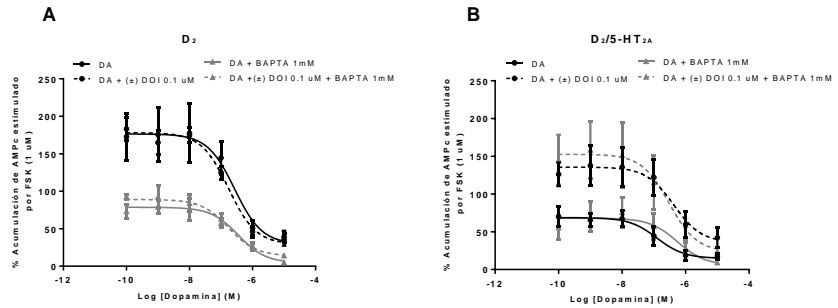 A
D2
DA
DA + BAPTA 1mM
DA + (±) DOI 0.1 uM
DA +(±) DOI 0.1 uM + BAPTA 1mM
% Acumulación de AMPc estimulado
por FSK (1 uM)
250
200
150
100
50
0
-12
-10
-8
-6
-4
Log [Dopamina] (M)
B
D2/5-HT2A
DA
DA + BAPTA 1mM
DA + (±) DOI 0.1 uM
DA + (±) DOI 0.1 uM + BAPTA 1mM
% Acumulación de AMPc estimulado
por FSK (1 uM)
250
200
150
100
50
0
-12
-10
-8
-6
-4
Log [Dopamina] (M)